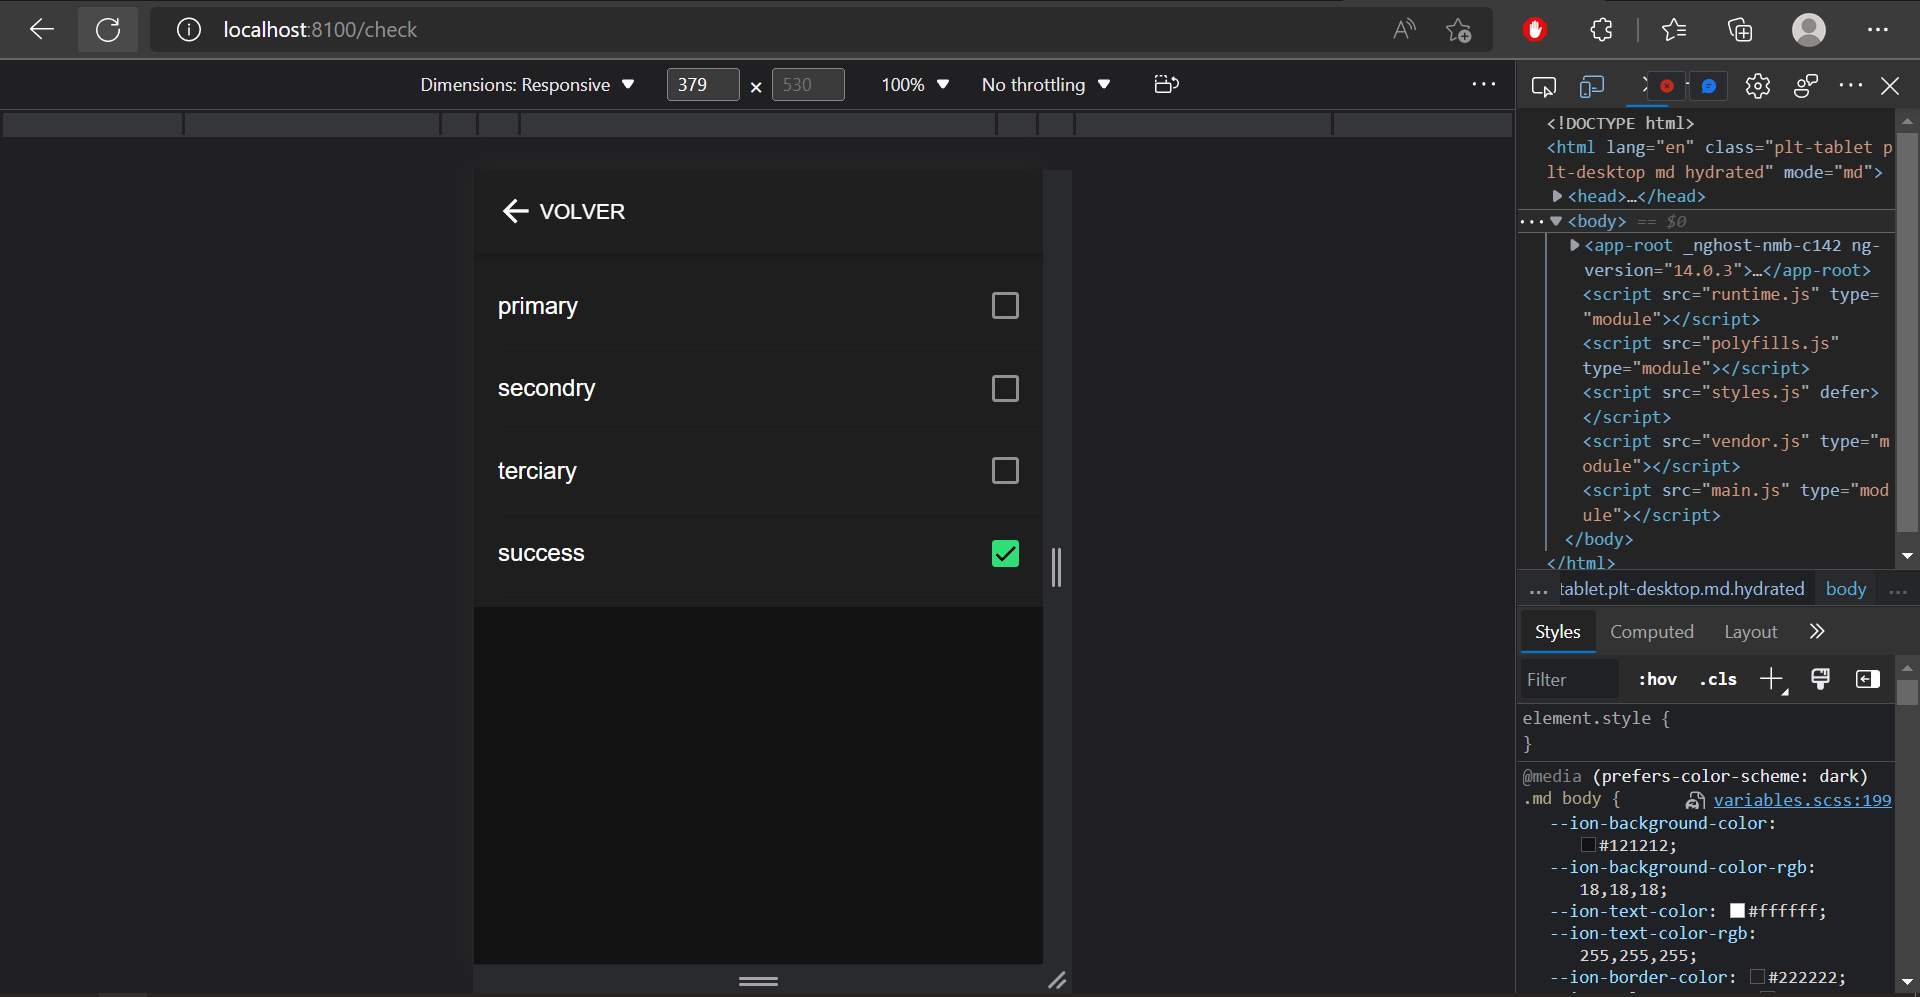 localhost:8100/check
Dimensions: Responsive 379 × 530 100% No throttling
VOLVER
primary
secondry
terciary
success
<!DOCTYPE html>
<html lang="en" class="plt-tablet p
lt-desktop md hydrated" mode="md">
<head>…</head>
<body> == $0
<app-root _nghost-nmb-c142 ng-
version="14.0.3">…</app-root>
<script src="runtime.js" type=
"module"></script>
<script src="polyfills.js"
type="module"></script>
<script src="styles.js" defer>
</script>
<script src="vendor.js" type="m
odule"></script>
<script src="main.js" type="mod
ule"></script>
</body>
</html>
... tablet.plt-desktop.md.hydrated body ...
Styles Computed Layout
Filter :hov .cls
element.style {
}
@media (prefers-color-scheme: dark)
.md body { variables.scss:199
--ion-background-color:
#121212;
--ion-background-color-rgb:
18,18,18;
--ion-text-color: #ffffff;
--ion-text-color-rgb:
255,255,255;
--ion-border-color: #222222;